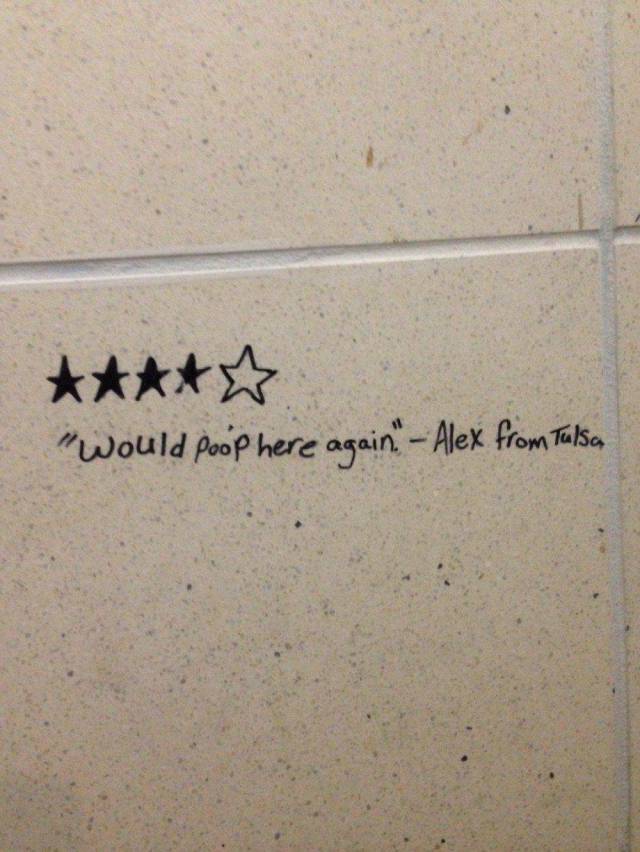 ★★★★☆
"Would poop here again." - Alex from Tulsa